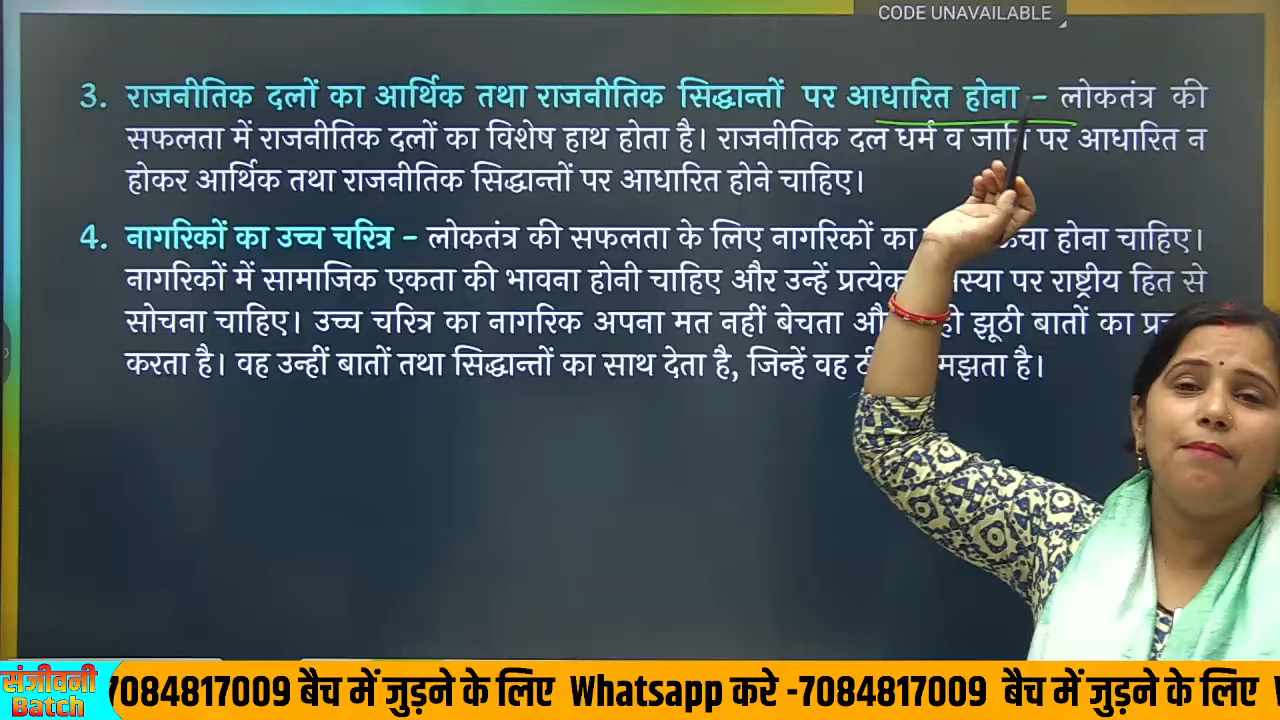 CODE UNAVAILABLE
3. राजनीतिक दलों का आर्थिक तथा राजनीतिक सिद्धान्तों पर आधारित होना – लोकतंत्र की
सफलता में राजनीतिक दलों का विशेष हाथ होता है। राजनीतिक दल धर्म व जाति पर आधारित न
होकर आर्थिक तथा राजनीतिक सिद्धान्तों पर आधारित होने चाहिए।
4. नागरिकों का उच्च चरित्र – लोकतंत्र की सफलता के लिए नागरिकों का होना चाहिए।
नागरिकों में सामाजिक एकता की भावना होनी चाहिए और उन्हें प्रत्येक पर राष्ट्रीय हित से
सोचना चाहिए। उच्च चरित्र का नागरिक अपना मत नहीं बेचता झूठी बातों का
करता है। वह उन्हीं बातों तथा सिद्धान्तों का साथ देता है, जिन्हें वह है।
संजीवनी
Batch
7084817009 बैच में जुड़ने के लिए Whatsapp करे -7084817009 बैच में जुड़ने के लिए